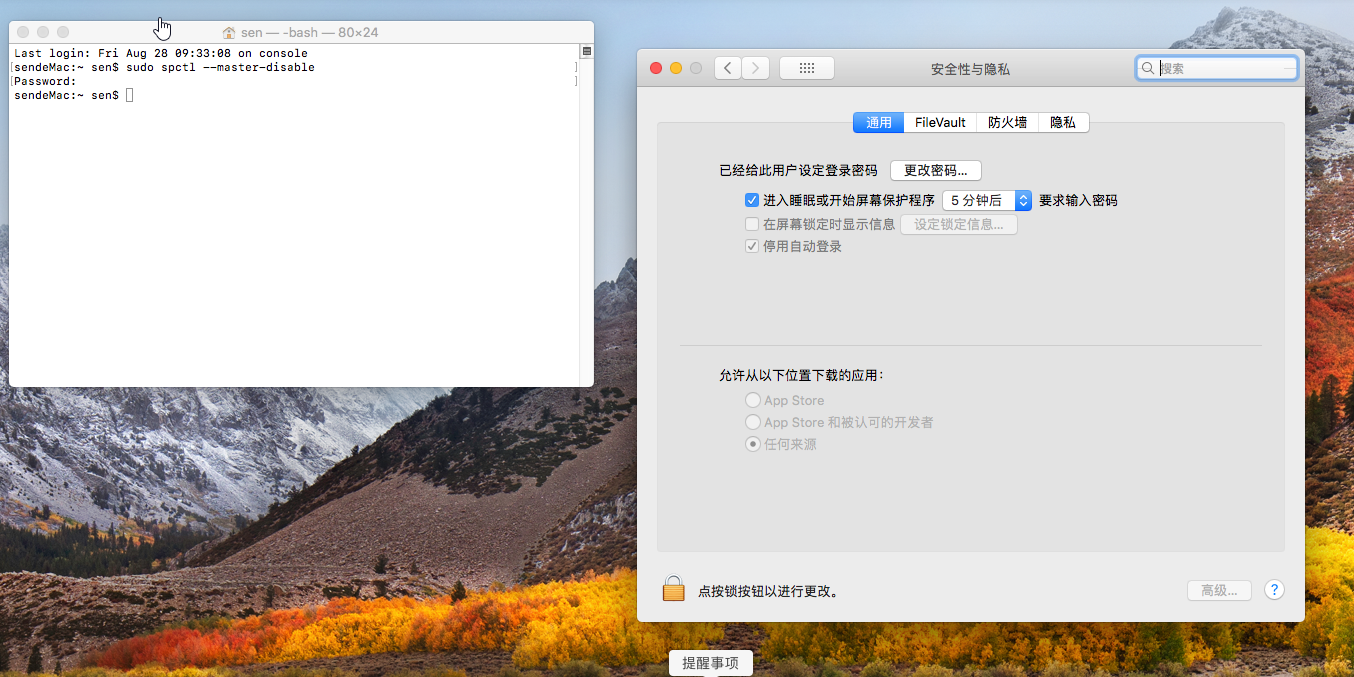 sen — -bash — 80×24
Last login: Fri Aug 28 09:33:08 on console
[sendeMac:~ sen$ sudo spctl --master-disable ]
[Password: ]
sendeMac:~ sen$
安全性与隐私
搜索
通用 FileVault 防火墙 隐私
已经给此用户设定登录密码 更改密码...
进入睡眠或开始屏幕保护程序 5 分钟后 要求输入密码
在屏幕锁定时显示信息 设定锁定信息...
停用自动登录
允许从以下位置下载的应用：
App Store
App Store 和被认可的开发者
任何来源
点按锁按钮以进行更改。
高级... ?
提醒事项